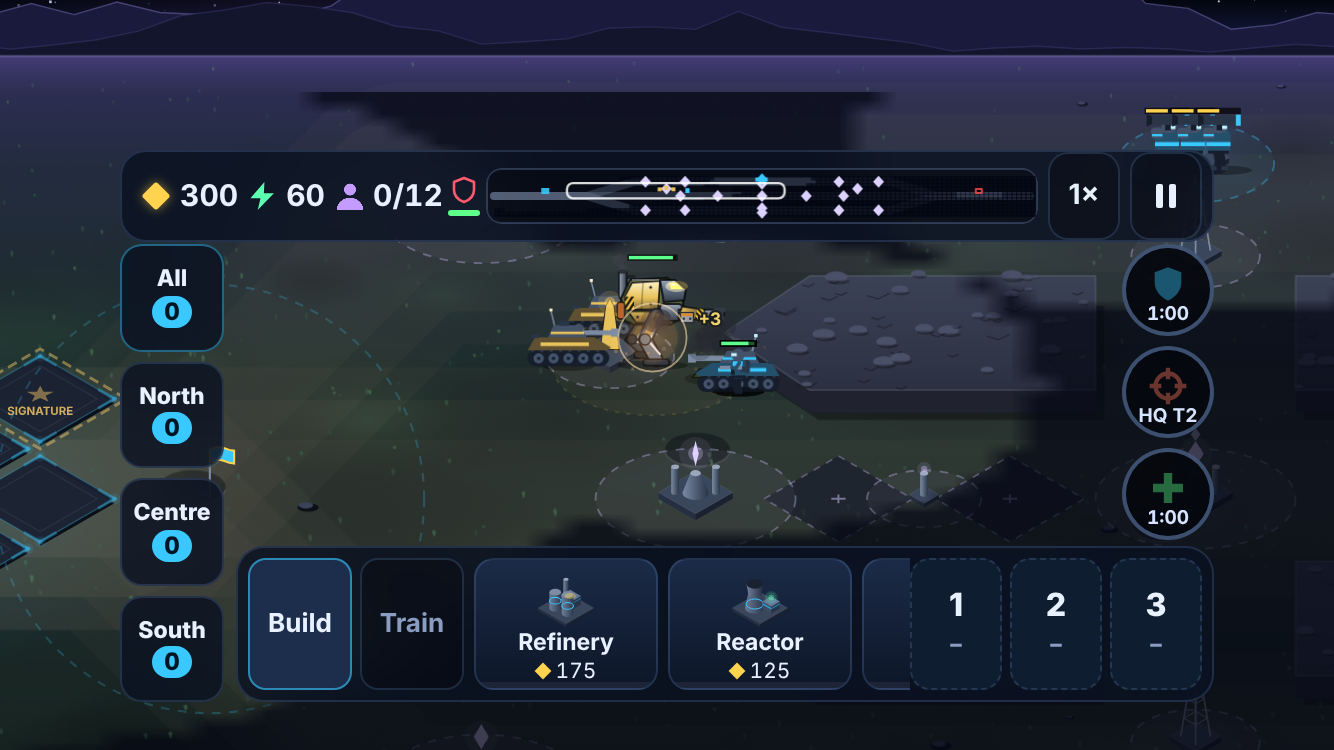 300 60 0/12 1×
All
0
1:00
+3
SIGNATURE
North
0
HQ T2
Centre
0
1:00
South
0
Build
Train
Refinery
175
Reactor
125
1
–
2
–
3
–